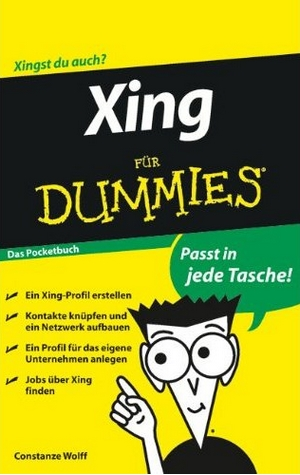 Xingst du auch?
Xing
FÜR
DUMMIES®
Das Pocketbuch
Passt in
jede Tasche!
Ein Xing-Profil erstellen
Kontakte knüpfen und
ein Netzwerk aufbauen
Ein Profil für das eigene
Unternehmen anlegen
Jobs über Xing
finden
Constanze Wolff